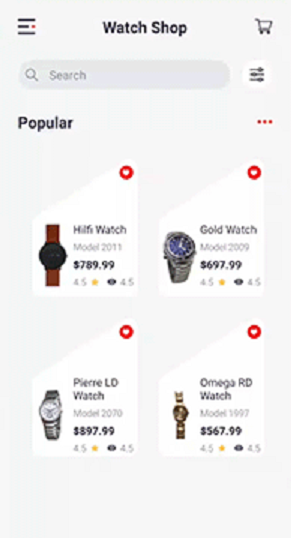 Watch Shop
Search
Popular
Hilfi Watch
Model 2011
$789.99
4.5 4.5
Gold Watch
Model 2009
$697.99
4.5 4.5
Pierre LD
Watch
Model 2070
$897.99
4.5 4.5
Omega RD
Watch
Model 1997
$567.99
4.5 4.5